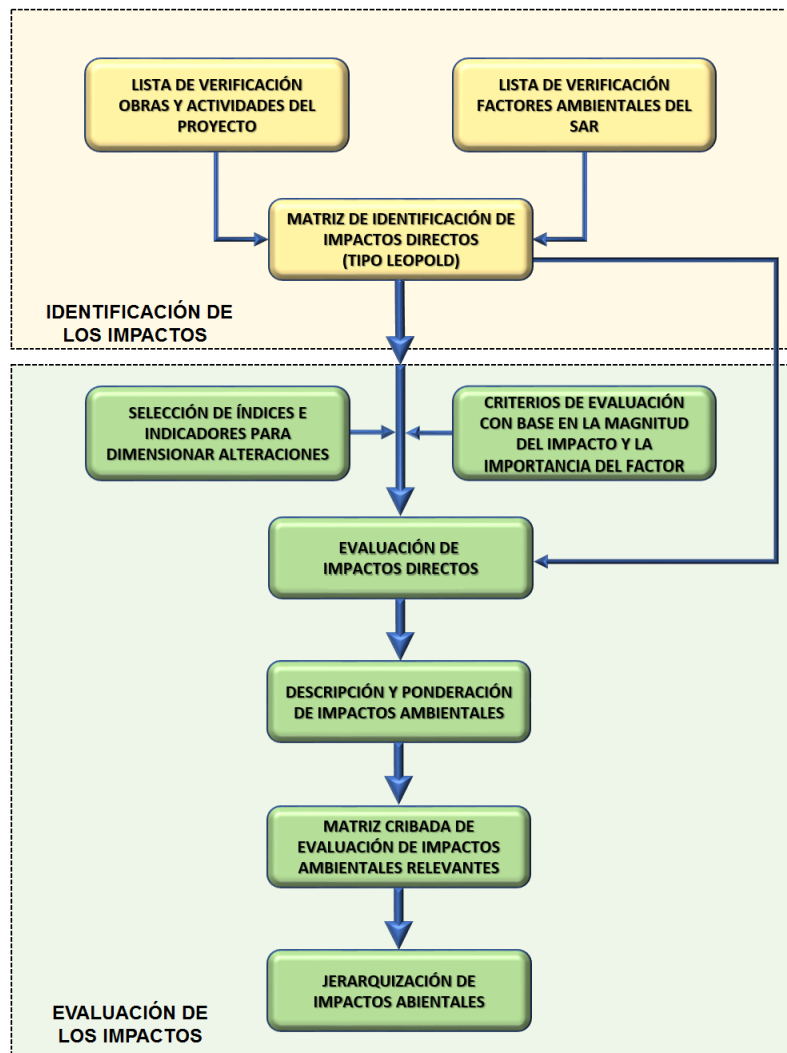 LISTA DE VERIFICACIÓN
OBRAS Y ACTIVIDADES DEL
PROYECTO
LISTA DE VERIFICACIÓN
FACTORES AMBIENTALES DEL
SAR
MATRIZ DE IDENTIFICACIÓN DE
IMPACTOS DIRECTOS
(TIPO LEOPOLD)
IDENTIFICACIÓN DE
LOS IMPACTOS
SELECCIÓN DE ÍNDICES E
INDICADORES PARA
DIMENSIONAR ALTERACIONES
CRITERIOS DE EVALUACIÓN
CON BASE EN LA MAGNITUD
DEL IMPACTO Y LA
IMPORTANCIA DEL FACTOR
EVALUACIÓN DE
IMPACTOS DIRECTOS
DESCRIPCIÓN Y PONDERACIÓN
DE IMPACTOS AMBIENTALES
MATRIZ CRIBADA DE
EVALUACIÓN DE IMPACTOS
AMBIENTALES RELEVANTES
JERARQUIZACIÓN DE
IMPACTOS ABIENTALES
EVALUACIÓN DE
LOS IMPACTOS